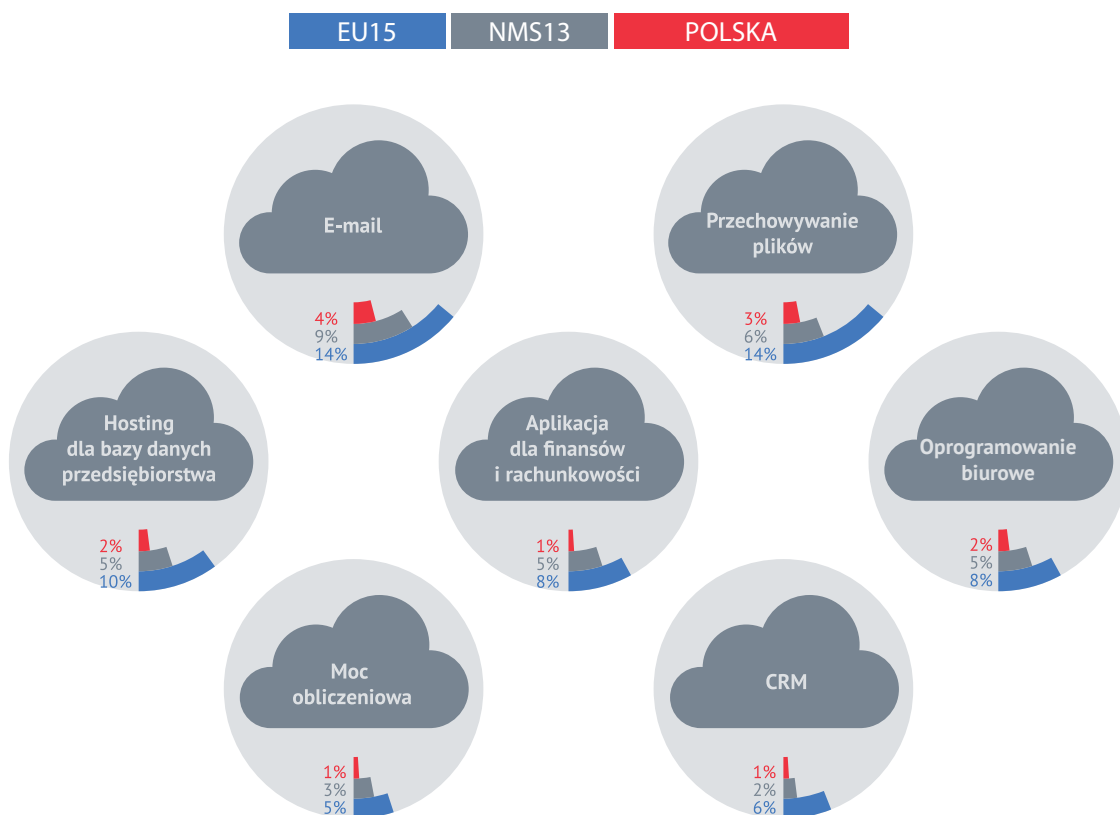 EU15
NMS13
POLSKA
E-mail
4%
9%
14%
Przechowywanie
plików
3%
6%
14%
Hosting
dla bazy danych
przedsiębiorstwa
2%
5%
10%
Aplikacja
dla finansów
i rachunkowości
1%
5%
8%
Oprogramowanie
biurowe
2%
5%
8%
Moc
obliczeniowa
1%
3%
5%
CRM
1%
2%
6%